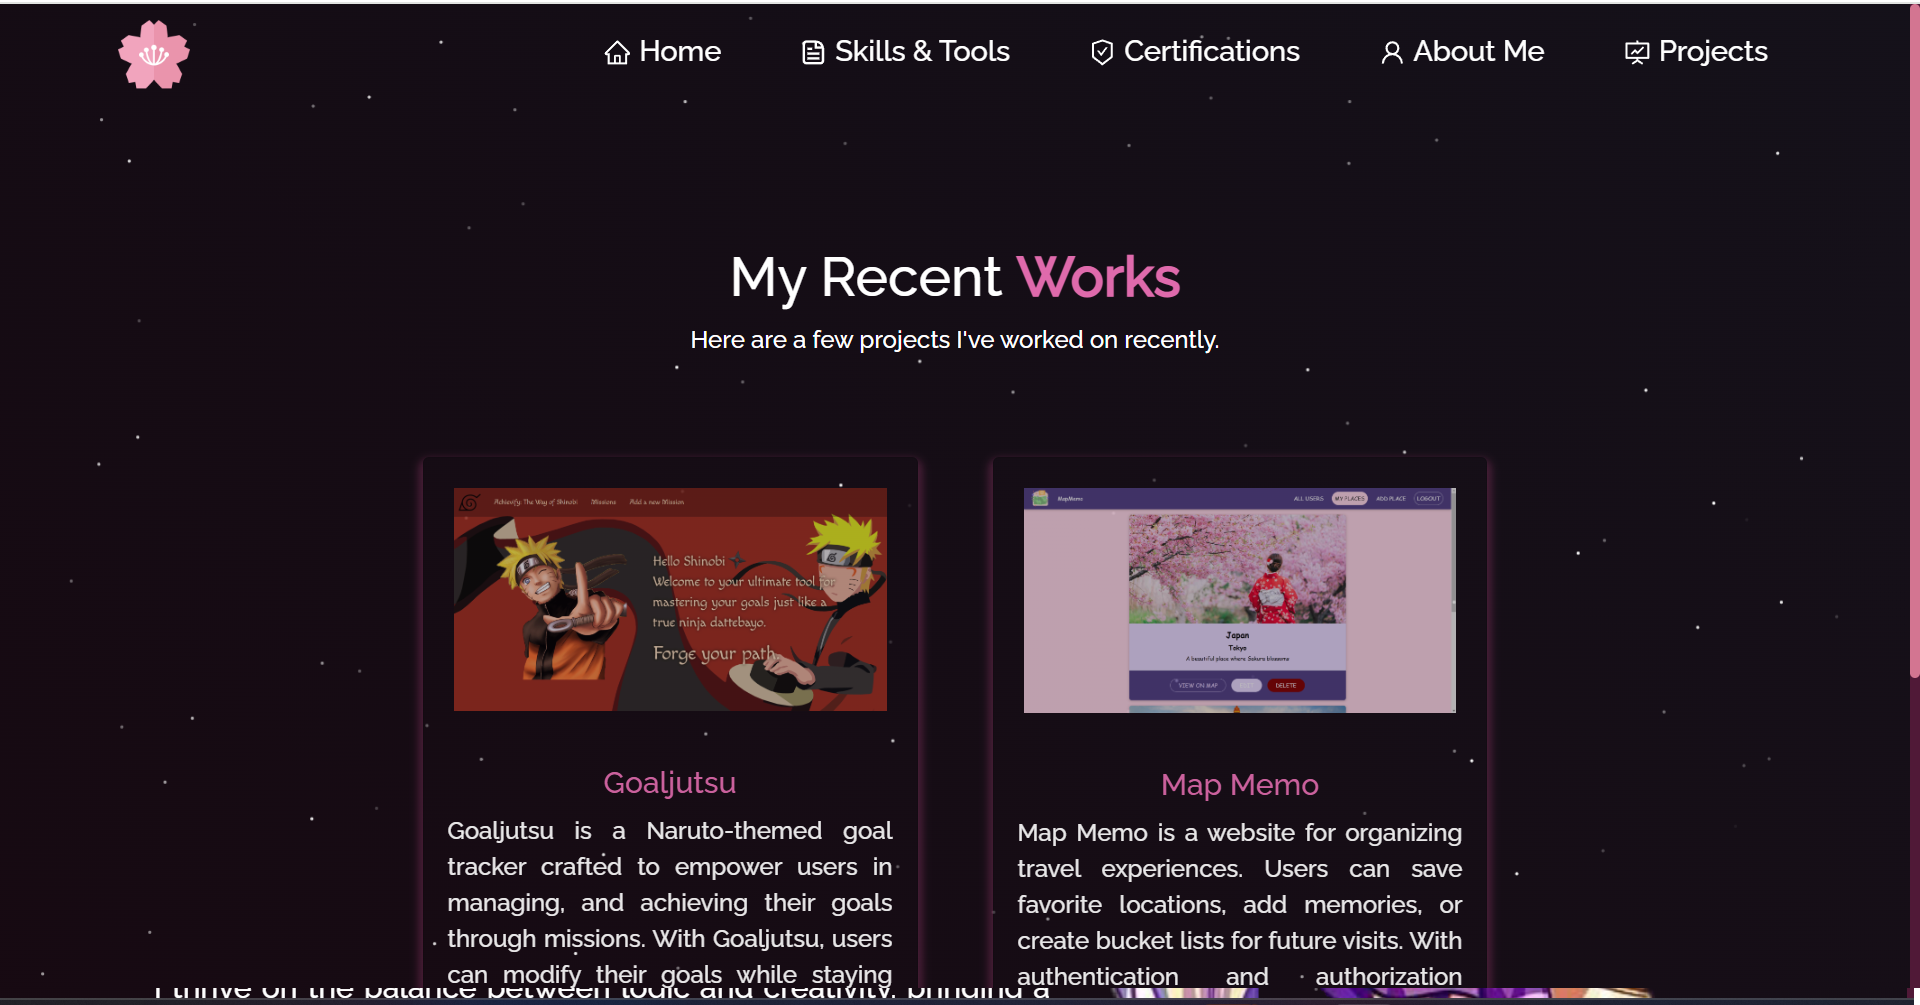 Home
Skills & Tools
Certifications
About Me
Projects
My Recent Works
Here are a few projects I've worked on recently.
Achievify: The Way of Shinobi Missions Add a new Mission
Hello Shinobi
Welcome to your ultimate tool for
mastering your goals just like a
true ninja dattebayo.
Forge your path.
MapMemo
ALL USERS MY PLACES ADD PLACE LOGOUT
Japan
Tokyo
A beautiful place where Sakura blossoms
VIEW ON MAP DELETE
Goaljutsu
Goaljutsu is a Naruto-themed goal
tracker crafted to empower users in
managing, and achieving their goals
through missions. With Goaljutsu, users
can modify their goals while staying
Map Memo
Map Memo is a website for organizing
travel experiences. Users can save
favorite locations, add memories, or
create bucket lists for future visits. With
authentication and authorization
I thrive on the balance between logic and creativity, bringing a